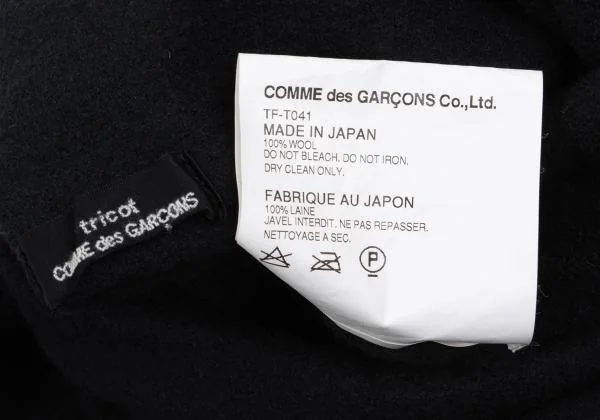 tricot
COMME des GARÇONS
COMME des GARÇONS Co.,Ltd.
TF-T041
MADE IN JAPAN
100% WOOL
DO NOT BLEACH. DO NOT IRON.
DRY CLEAN ONLY.
FABRIQUE AU JAPON
100% LAINE
JAVEL INTERDIT. NE PAS REPASSER.
NETTOYAGE A SEC.
P